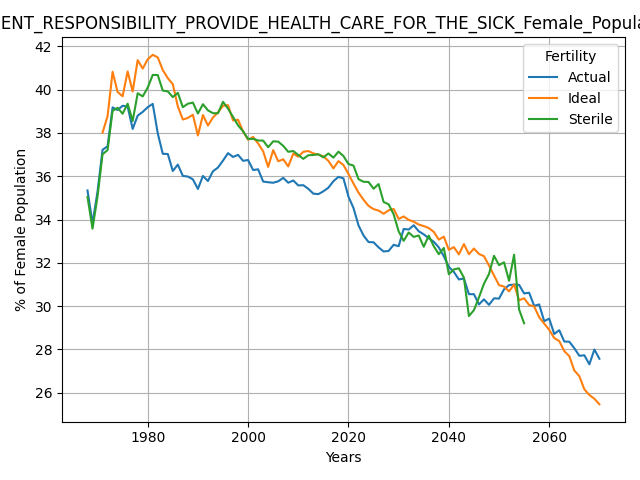 ENT_RESPONSIBILITY_PROVIDE_HEALTH_CARE_FOR_THE_SICK_Female_Popula
42
40
38
36
34
32
30
28
26
% of Female Population
Fertility
Actual
Ideal
Sterile
1980
2000
2020
2040
2060
Years